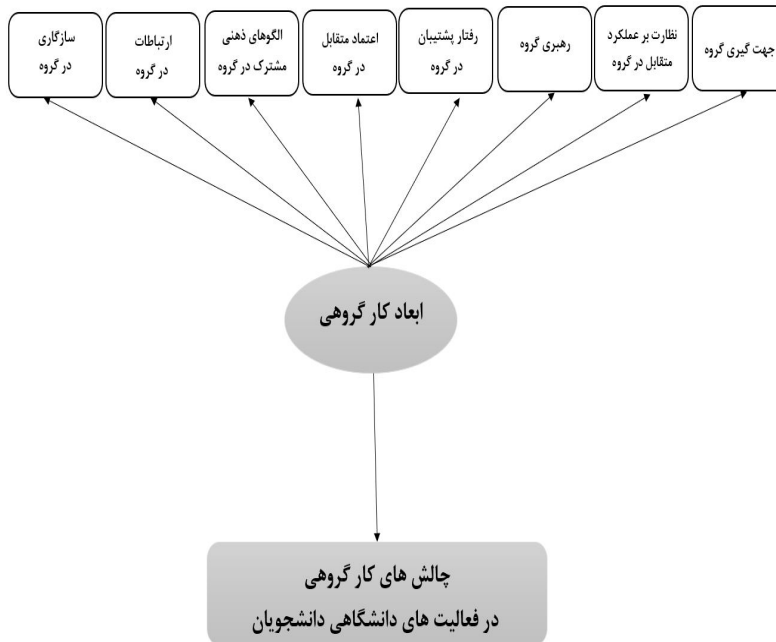 جهت گیری گروه
نظارت بر عملکرد
متقابل در گروه
رهبری گروه
رفتار پشتیبان
در گروه
اعتماد متقابل
در گروه
الگوهای ذهنی
مشترک در گروه
ارتباطات
در گروه
سازگاری
در گروه
ابعاد کار گروهی
چالش های کار گروهی
در فعالیت های دانشگاهی دانشجویان